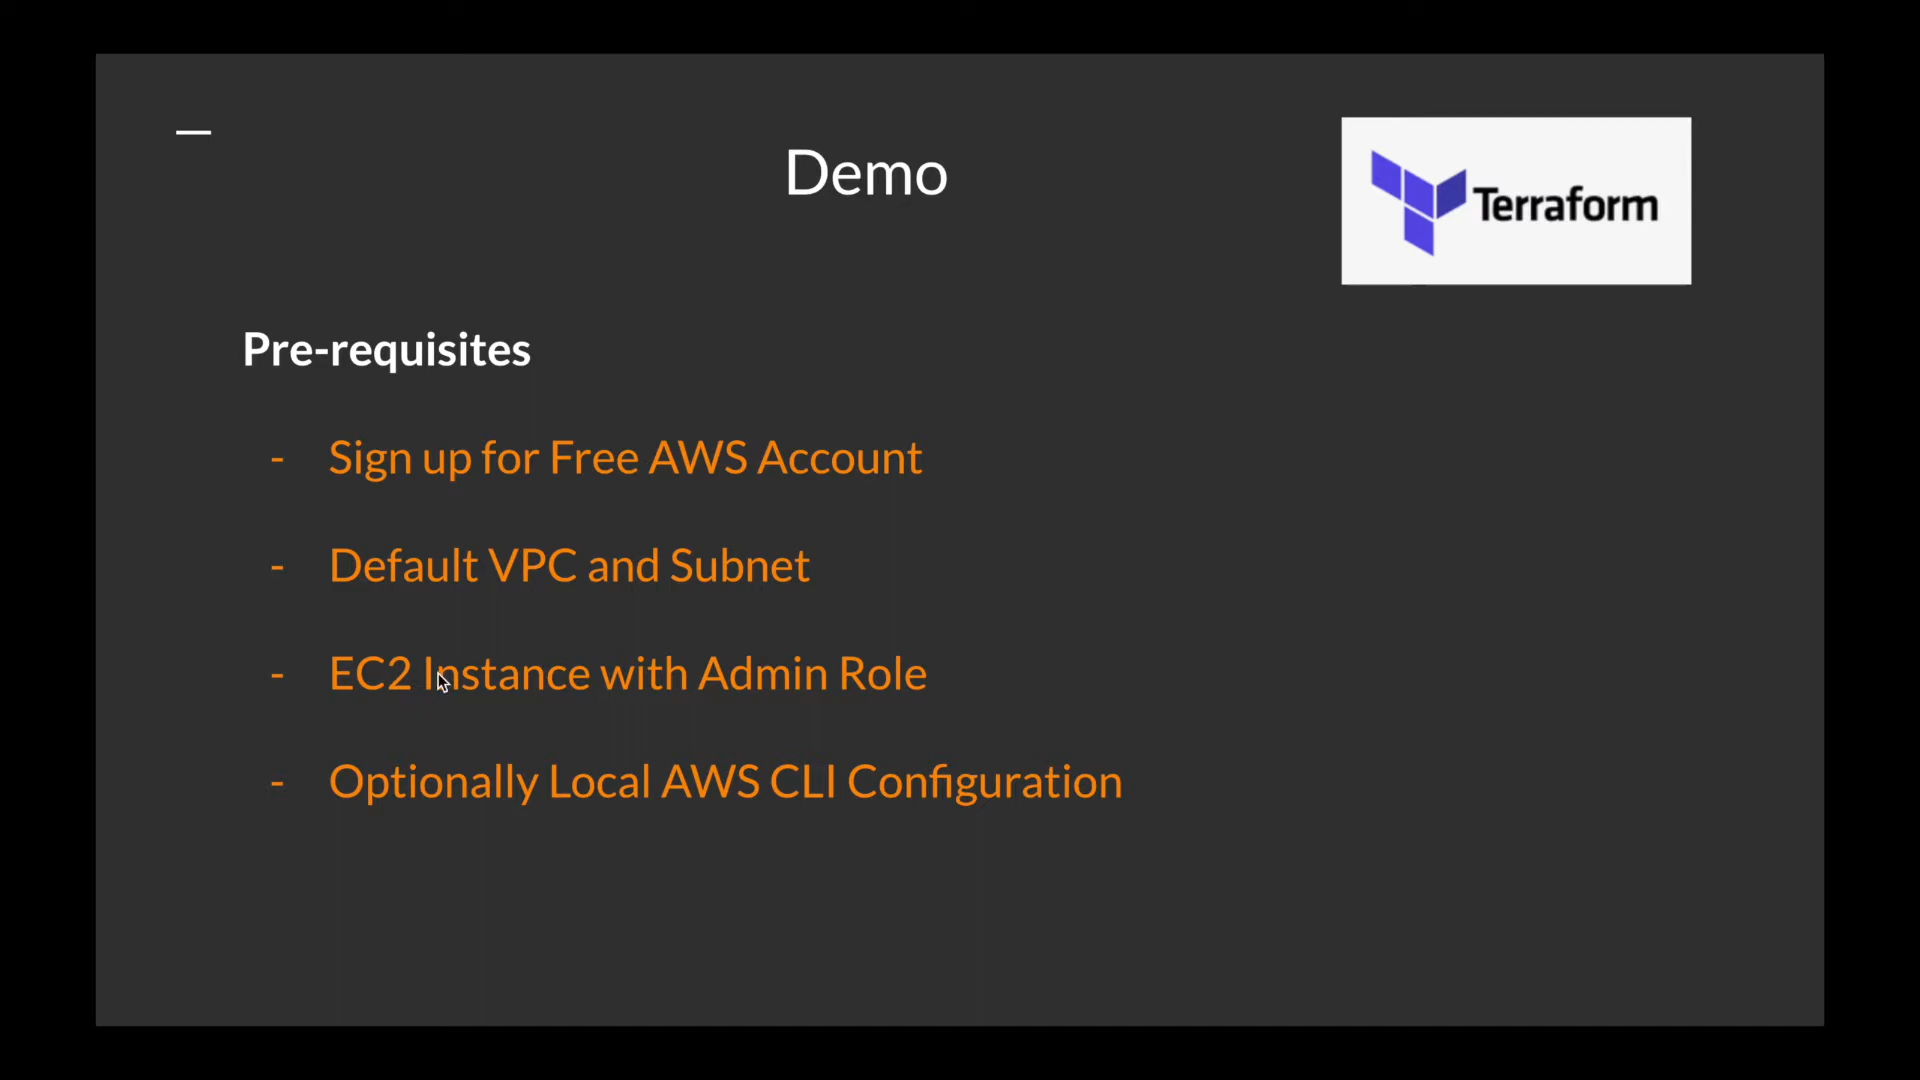 Demo
Terraform
Pre-requisites
- Sign up for Free AWS Account
- Default VPC and Subnet
- EC2 Instance with Admin Role
- Optionally Local AWS CLI Configuration